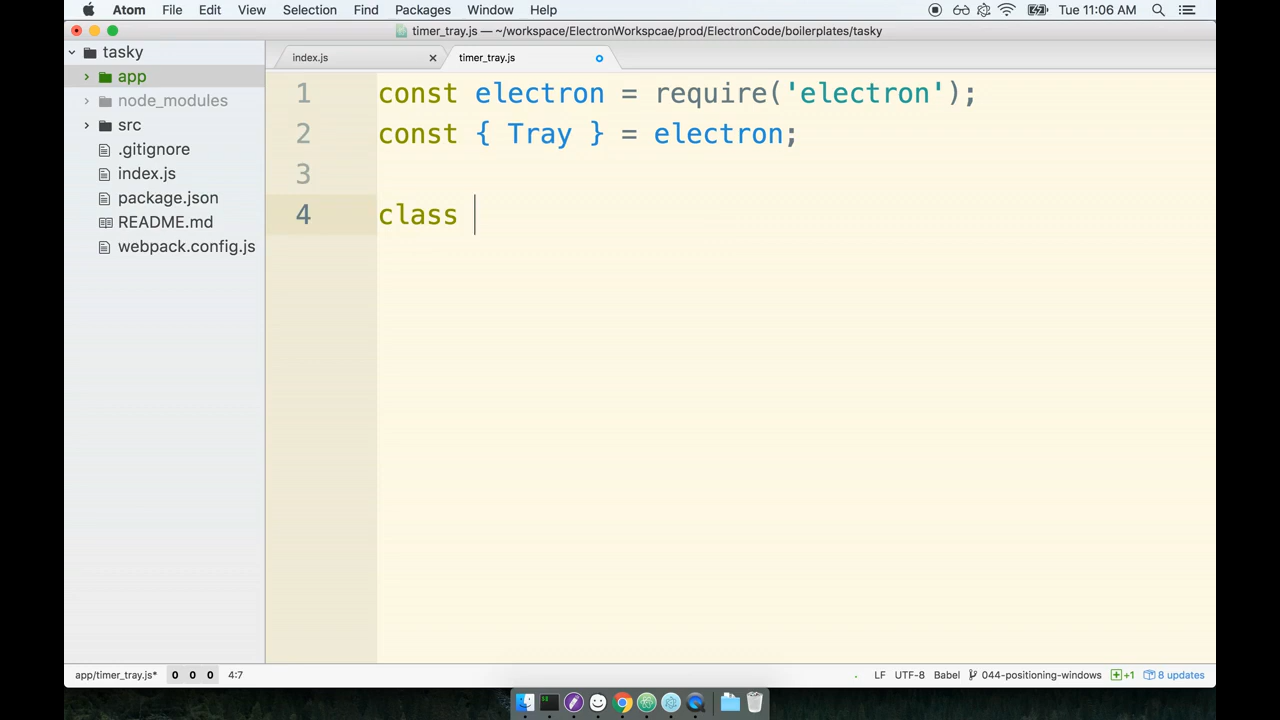 Atom File Edit View Selection Find Packages Window Help Tue 11:06 AM
timer_tray.js — ~/workspace/ElectronWorkspcae/prod/ElectronCode/boilerplates/tasky
tasky
app
node_modules
src
.gitignore
index.js
package.json
README.md
webpack.config.js
index.js timer_tray.js
1 const electron = require('electron');
2 const { Tray } = electron;
3
4 class
app/timer_tray.js* 0 0 0 4:7 LF UTF-8 Babel 044-positioning-windows +1 8 updates